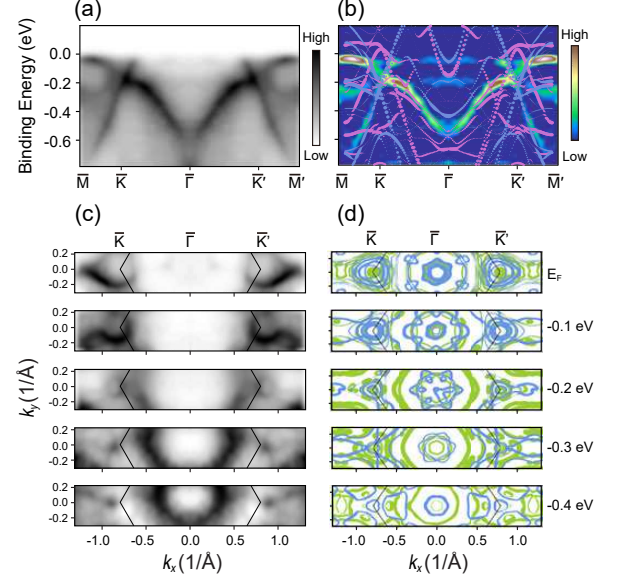 (a)
(b)
Binding Energy (eV)
0.0
-0.2
-0.4
-0.6
High
Low
High
Low
M̅ K̅ Γ̅ K̅' M̅'
M̅ K̅ Γ̅ K̅' M̅'
(c)
(d)
K̅ Γ̅ K̅'
K̅ Γ̅ K̅'
0.2
0.0
-0.2
E_F
0.2
0.0
-0.2
-0.1 eV
0.2
0.0
-0.2
-0.2 eV
0.2
0.0
-0.2
-0.3 eV
0.2
0.0
-0.2
-0.4 eV
k_y (1/Å)
-1.0 -0.5 0.0 0.5 1.0
-1.0 -0.5 0.0 0.5 1.0
k_x (1/Å)
k_x (1/Å)